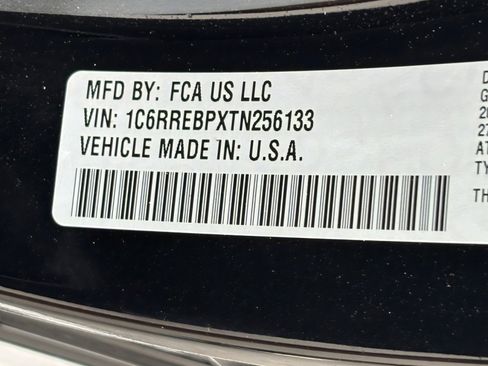 MFD BY: FCA US LLC
VIN: 1C6RREBPXTN256133
VEHICLE MADE IN: U.S.A.